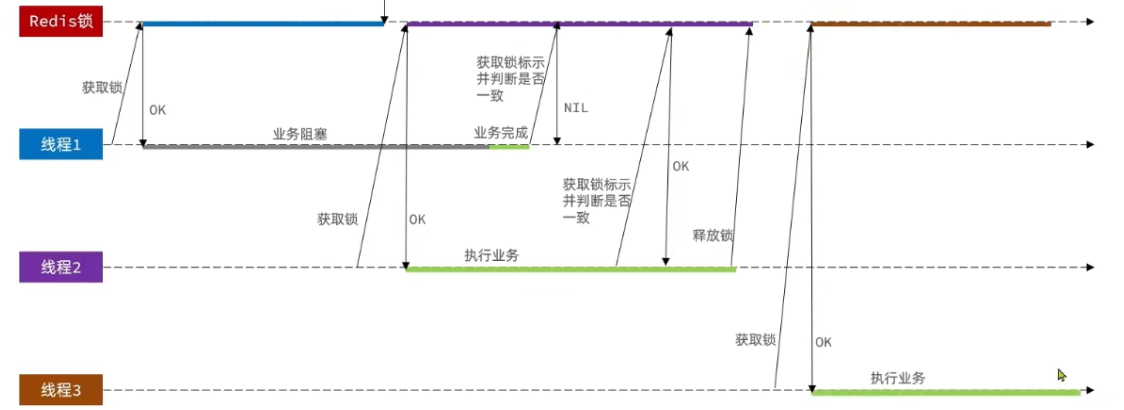 Redis锁
获取锁
OK
获取锁标示
并判断是否
一致
NIL
线程1
业务阻塞
业务完成
获取锁标示
并判断是否
一致
OK
获取锁
OK
释放锁
线程2
执行业务
获取锁
OK
线程3
执行业务